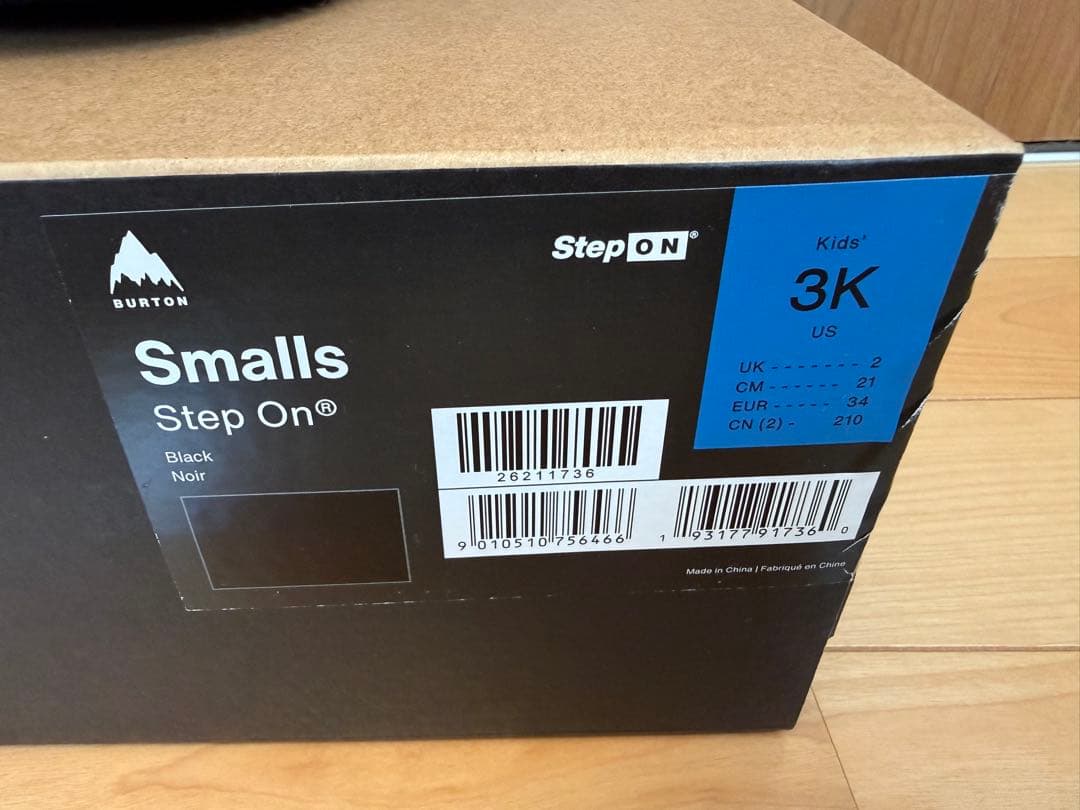 BURTON
Smalls
Step On®
Black
Noir
Step ON®
Kids'
3K
US
UK - - - - - - - 2
CM - - - - - - 21
EUR - - - - - 34
CN (2) - 210
26211736
9 010510 756466
1 93177 91736 0
Made in China | Fabriqué en Chine